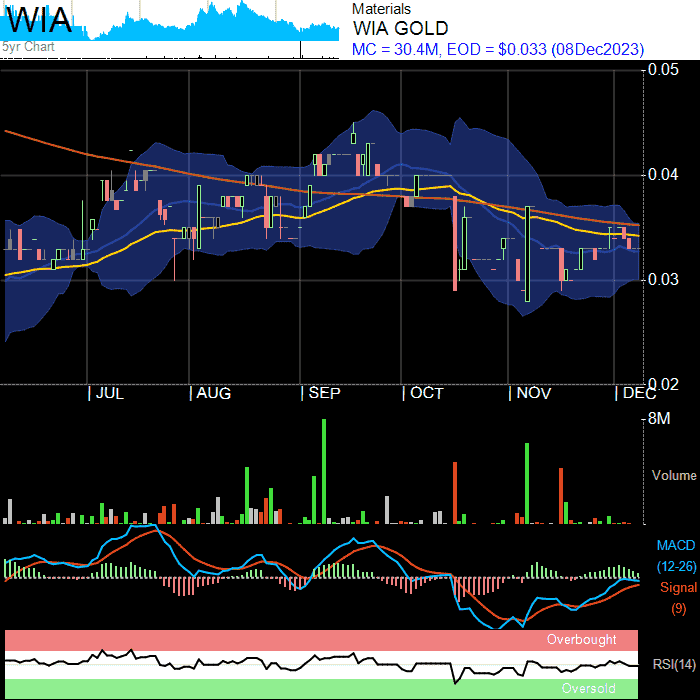 WIA
5yr Chart
Materials
WIA GOLD
MC = 30.4M, EOD = $0.033 (08Dec2023)
0.05
0.04
0.03
0.02
JUL AUG SEP OCT NOV DEC
8M
Volume
MACD
(12-26)
Signal
(9)
Overbought
RSI(14)
Oversold